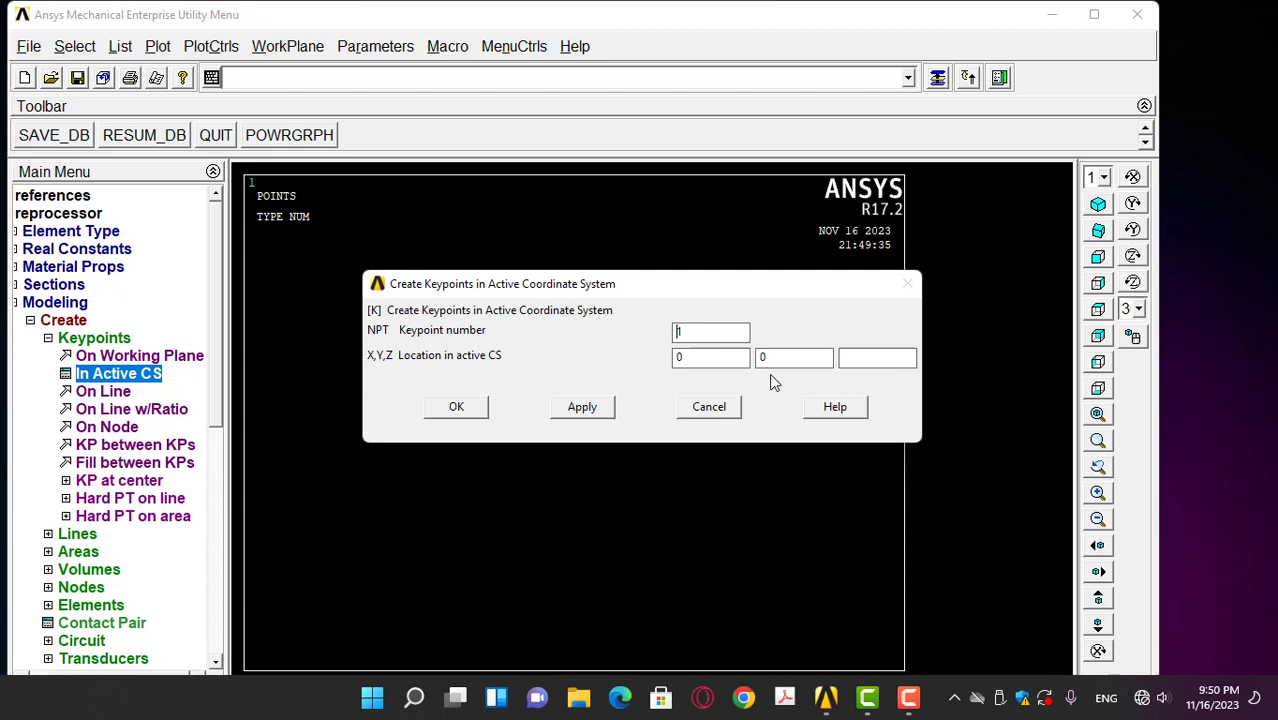 Ansys Mechanical Enterprise Utility Menu
File Select List Plot PlotCtrls WorkPlane Parameters Macro MenuCtrls Help
Toolbar
SAVE_DB RESUM_DB QUIT POWRGRPH
Main Menu
references
reprocessor
Element Type
Real Constants
Material Props
Sections
Modeling
Create
Keypoints
On Working Plane
In Active CS
On Line
On Line w/Ratio
On Node
KP between KPs
Fill between KPs
KP at center
Hard PT on line
Hard PT on area
Lines
Areas
Volumes
Nodes
Elements
Contact Pair
Circuit
Transducers
1
POINTS
TYPE NUM
ANSYS
R17.2
NOV 16 2023
21:49:35
Create Keypoints in Active Coordinate System
[K] Create Keypoints in Active Coordinate System
NPT Keypoint number 1
X,Y,Z Location in active CS 0 0
OK Apply Cancel Help
1
3
ENG
9:50 PM
11/16/2023